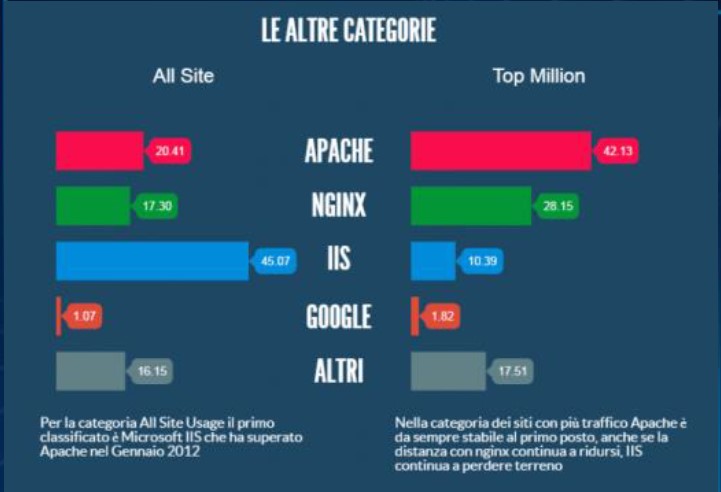 LE ALTRE CATEGORIE
All Site
Top Million
20.41
APACHE
42.13
17.30
NGINX
28.15
45.07
IIS
10.39
1.07
GOOGLE
1.82
16.15
ALTRI
17.51
Per la categoria All Site Usage il primo
classificato è Microsoft IIS che ha superato
Apache nel Gennaio 2012
Nella categoria dei siti con più traffico Apache è
da sempre stabile al primo posto, anche se la
distanza con nginx continua a ridursi, IIS
continua a perdere terreno